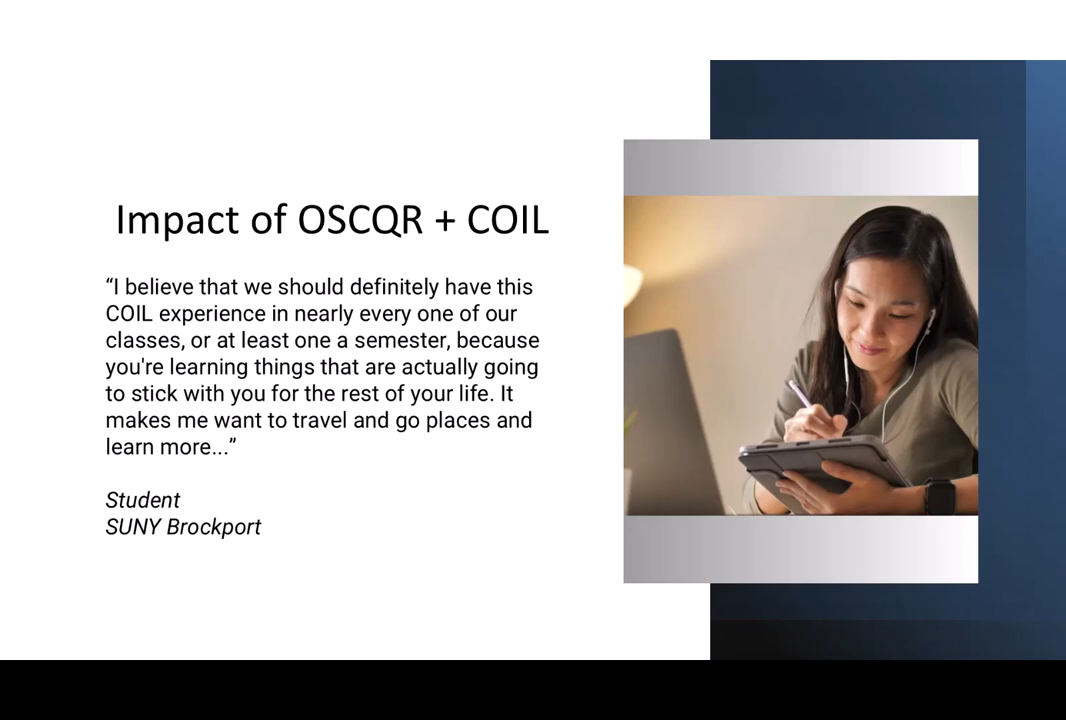 Impact of OSCQR + COIL
“I believe that we should definitely have this
COIL experience in nearly every one of our
classes, or at least one a semester, because
you're learning things that are actually going
to stick with you for the rest of your life. It
makes me want to travel and go places and
learn more...”
Student
SUNY Brockport